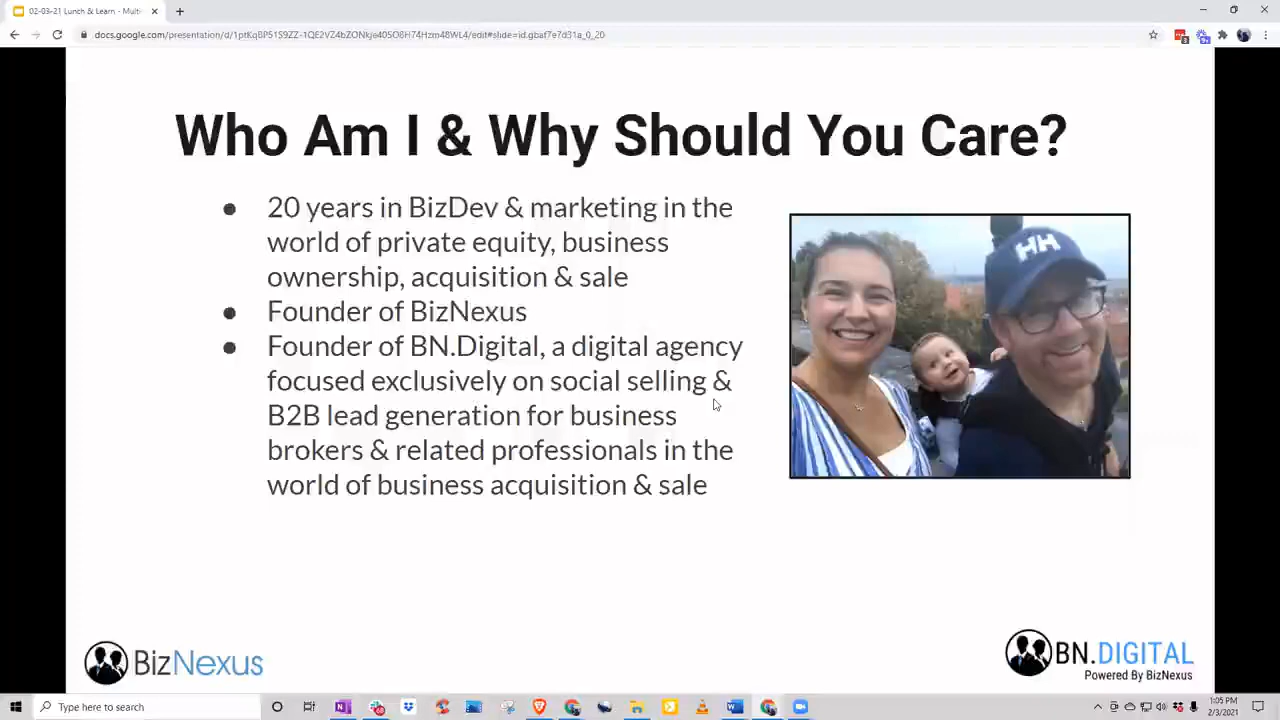 02-03-21 Lunch & Learn - Multi-
docs.google.com/presentation/d/1ptKqBP51S9ZZ-1QE2VZ4bZONkje405O8H74Hzm48WL4/edit#slide=id.gbaf7e7d31a_0_20
Who Am I & Why Should You Care?
● 20 years in BizDev & marketing in the
world of private equity, business
ownership, acquisition & sale
● Founder of BizNexus
● Founder of BN.Digital, a digital agency
focused exclusively on social selling &
B2B lead generation for business
brokers & related professionals in the
world of business acquisition & sale
HH
BizNexus
BN.DIGITAL
Powered By BizNexus
Type here to search
1:05 PM
2/3/2021